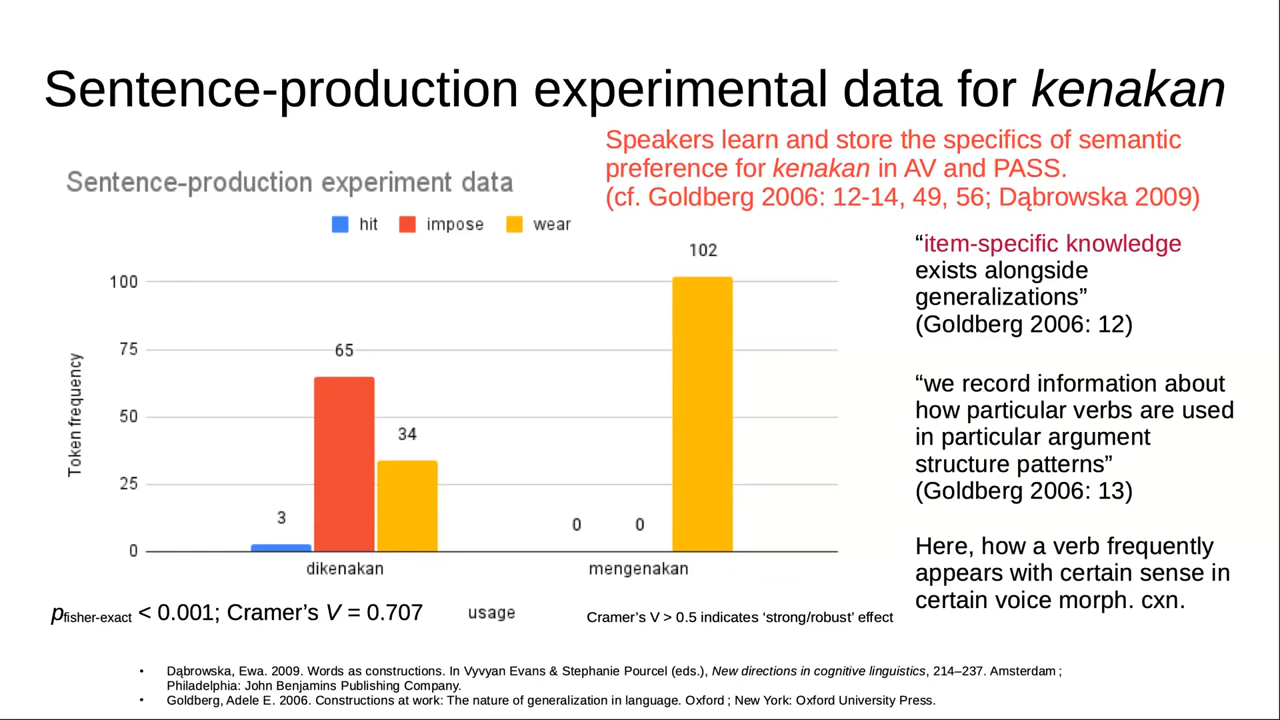 Sentence-production experimental data for kenakan
Speakers learn and store the specifics of semantic
preference for kenakan in AV and PASS.
(cf. Goldberg 2006: 12-14, 49, 56; Dąbrowska 2009)
Sentence-production experiment data
hit impose wear
Token frequency
100
75
50
25
0
3
65
34
0
0
102
dikenakan
mengenakan
usage
pfisher-exact < 0.001; Cramer’s V = 0.707
Cramer’s V > 0.5 indicates ‘strong/robust’ effect
“item-specific knowledge
exists alongside
generalizations”
(Goldberg 2006: 12)
“we record information about
how particular verbs are used
in particular argument
structure patterns”
(Goldberg 2006: 13)
Here, how a verb frequently
appears with certain sense in
certain voice morph. cxn.
• Dąbrowska, Ewa. 2009. Words as constructions. In Vyvyan Evans & Stephanie Pourcel (eds.), New directions in cognitive linguistics, 214–237. Amsterdam ;
Philadelphia: John Benjamins Publishing Company.
• Goldberg, Adele E. 2006. Constructions at work: The nature of generalization in language. Oxford ; New York: Oxford University Press.